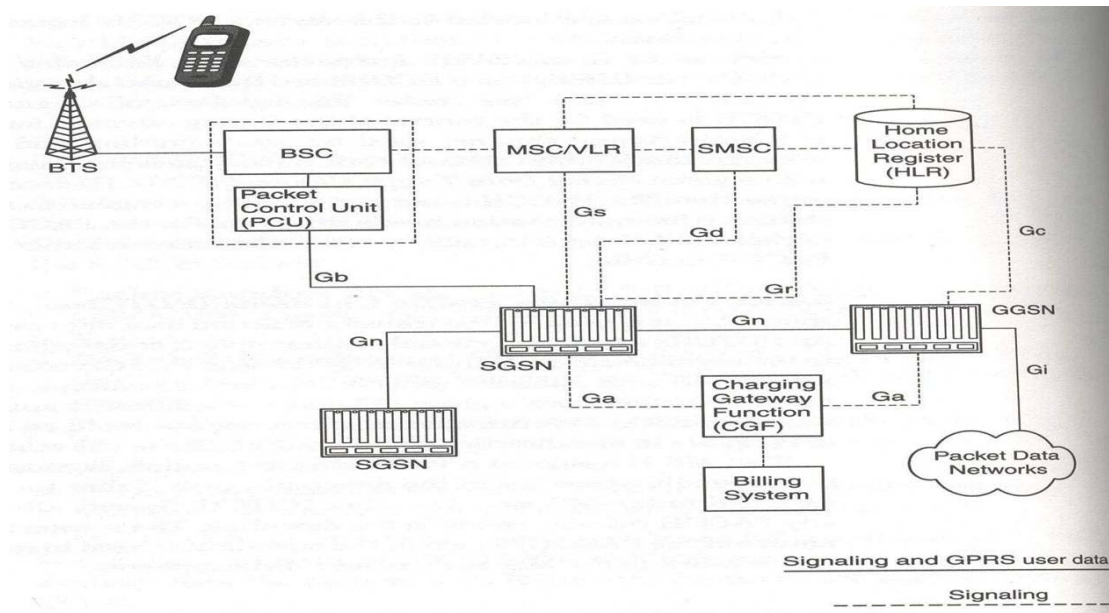 BTS
BSC
Packet
Control Unit
(PCU)
MSC/VLR
SMSC
Home
Location
Register
(HLR)
Gs
Gd
Gc
Gb
Gr
Gn
Gn
GGSN
SGSN
Gi
Ga
Charging
Gateway
Function
(CGF)
Ga
SGSN
Packet Data
Networks
Billing
System
Signaling and GPRS user data
Signaling